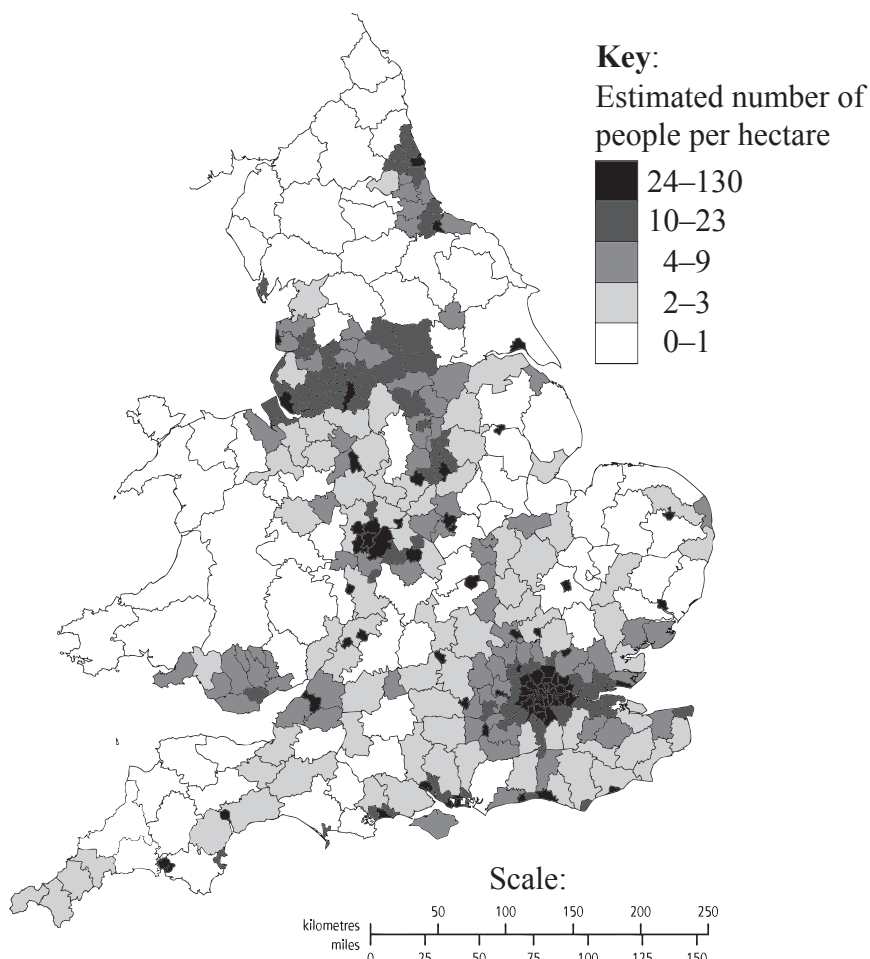 Key:
Estimated number of
people per hectare
24–130
10–23
4–9
2–3
0–1
Scale:
50 100 150 200 250
kilometres
miles
0 25 50 75 100 125 150